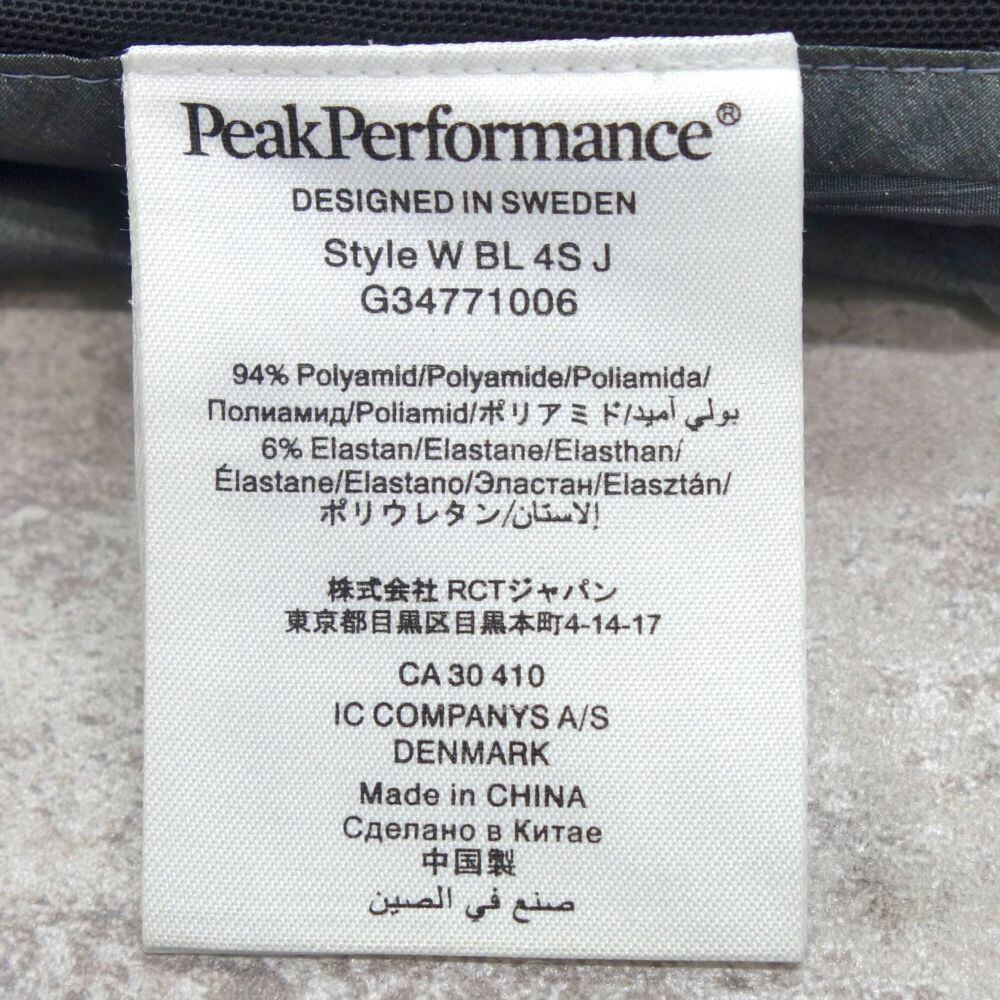 PeakPerformance®
DESIGNED IN SWEDEN
Style W BL 4S J
G34771006
94% Polyamid/Polyamide/Poliamida/
Полиамид/Poliamid/ポリアミド/بولي أميد
6% Elastan/Elastane/Elasthan/
Élastane/Elastano/Эластан/Elasztán/
ポリウレタン/إلاستان
株式会社 RCTジャパン
東京都目黒区目黒本町4-14-17
CA 30 410
IC COMPANYS A/S
DENMARK
Made in CHINA
Сделано в Китае
中国製
صنع في الصين